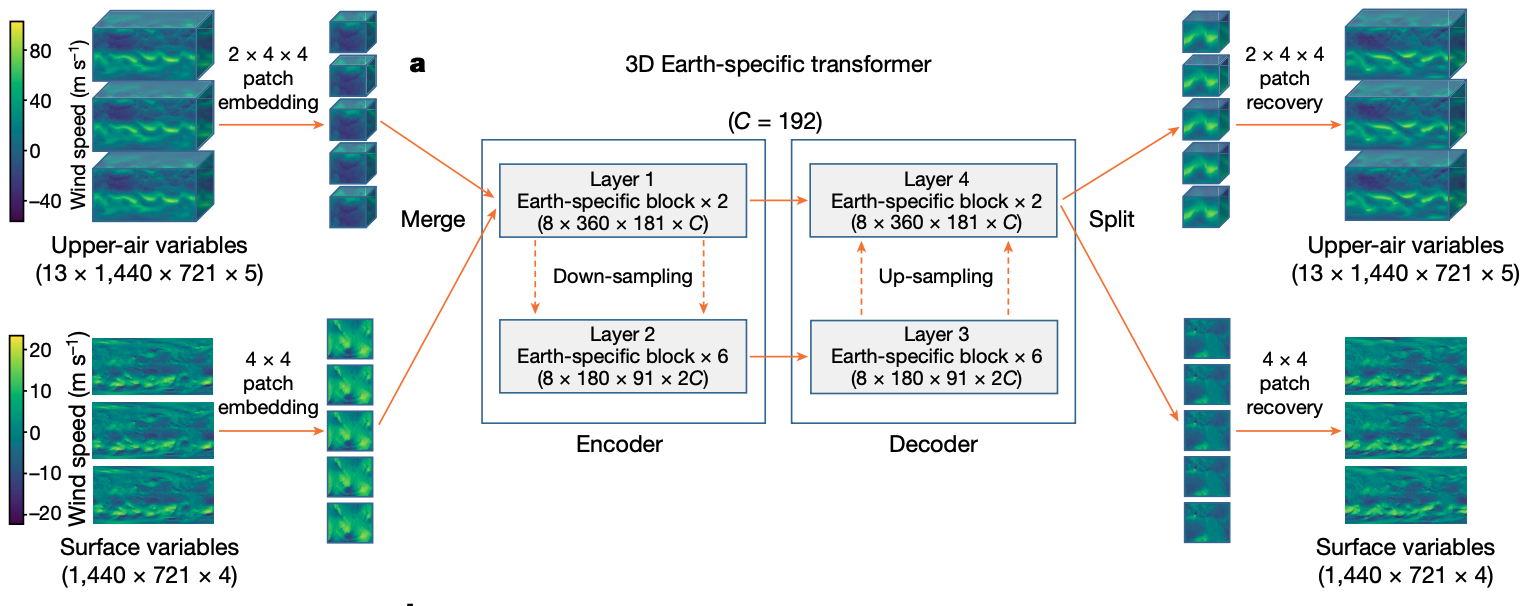 a
3D Earth-specific transformer
(C = 192)
80
40
0
−40
Wind speed (m s−1)
Upper-air variables
(13 × 1,440 × 721 × 5)
2 × 4 × 4
patch
embedding
20
10
0
−10
−20
Wind speed (m s−1)
Surface variables
(1,440 × 721 × 4)
4 × 4
patch
embedding
Merge
Layer 1
Earth-specific block × 2
(8 × 360 × 181 × C)
Down-sampling
Layer 2
Earth-specific block × 6
(8 × 180 × 91 × 2C)
Encoder
Layer 4
Earth-specific block × 2
(8 × 360 × 181 × C)
Up-sampling
Layer 3
Earth-specific block × 6
(8 × 180 × 91 × 2C)
Decoder
Split
2 × 4 × 4
patch
recovery
Upper-air variables
(13 × 1,440 × 721 × 5)
4 × 4
patch
recovery
Surface variables
(1,440 × 721 × 4)